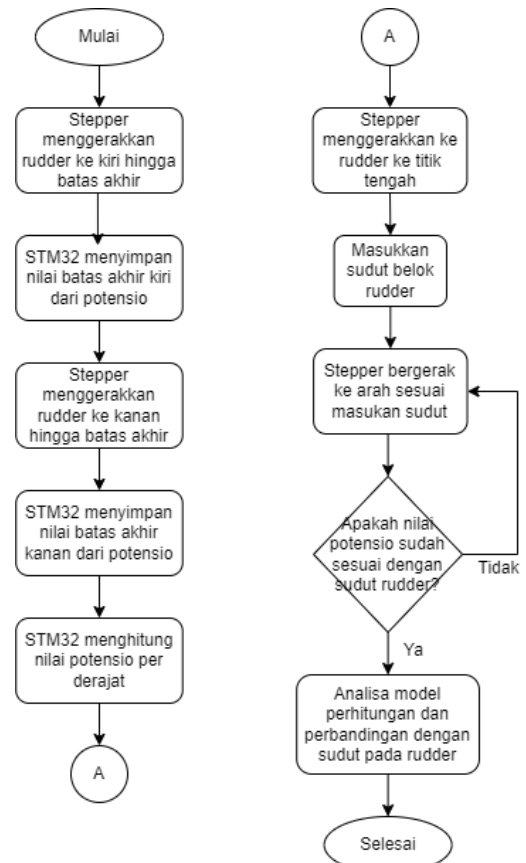 Mulai
Stepper
menggerakkan
rudder ke kiri hingga
batas akhir
STM32 menyimpan
nilai batas akhir kiri
dari potensio
Stepper
menggerakkan
rudder ke kanan
hingga batas akhir
STM32 menyimpan
nilai batas akhir
kanan dari potensio
STM32 menghitung
nilai potensio per
derajat
A
A
Stepper
menggerakkan ke
rudder ke titik
tengah
Masukkan
sudut belok
rudder
Stepper bergerak
ke arah sesuai
masukan sudut
Apakah nilai
potensio sudah
sesuai dengan
sudut rudder?
Tidak
Ya
Analisa model
perhitungan dan
perbandingan dengan
sudut pada rudder
Selesai